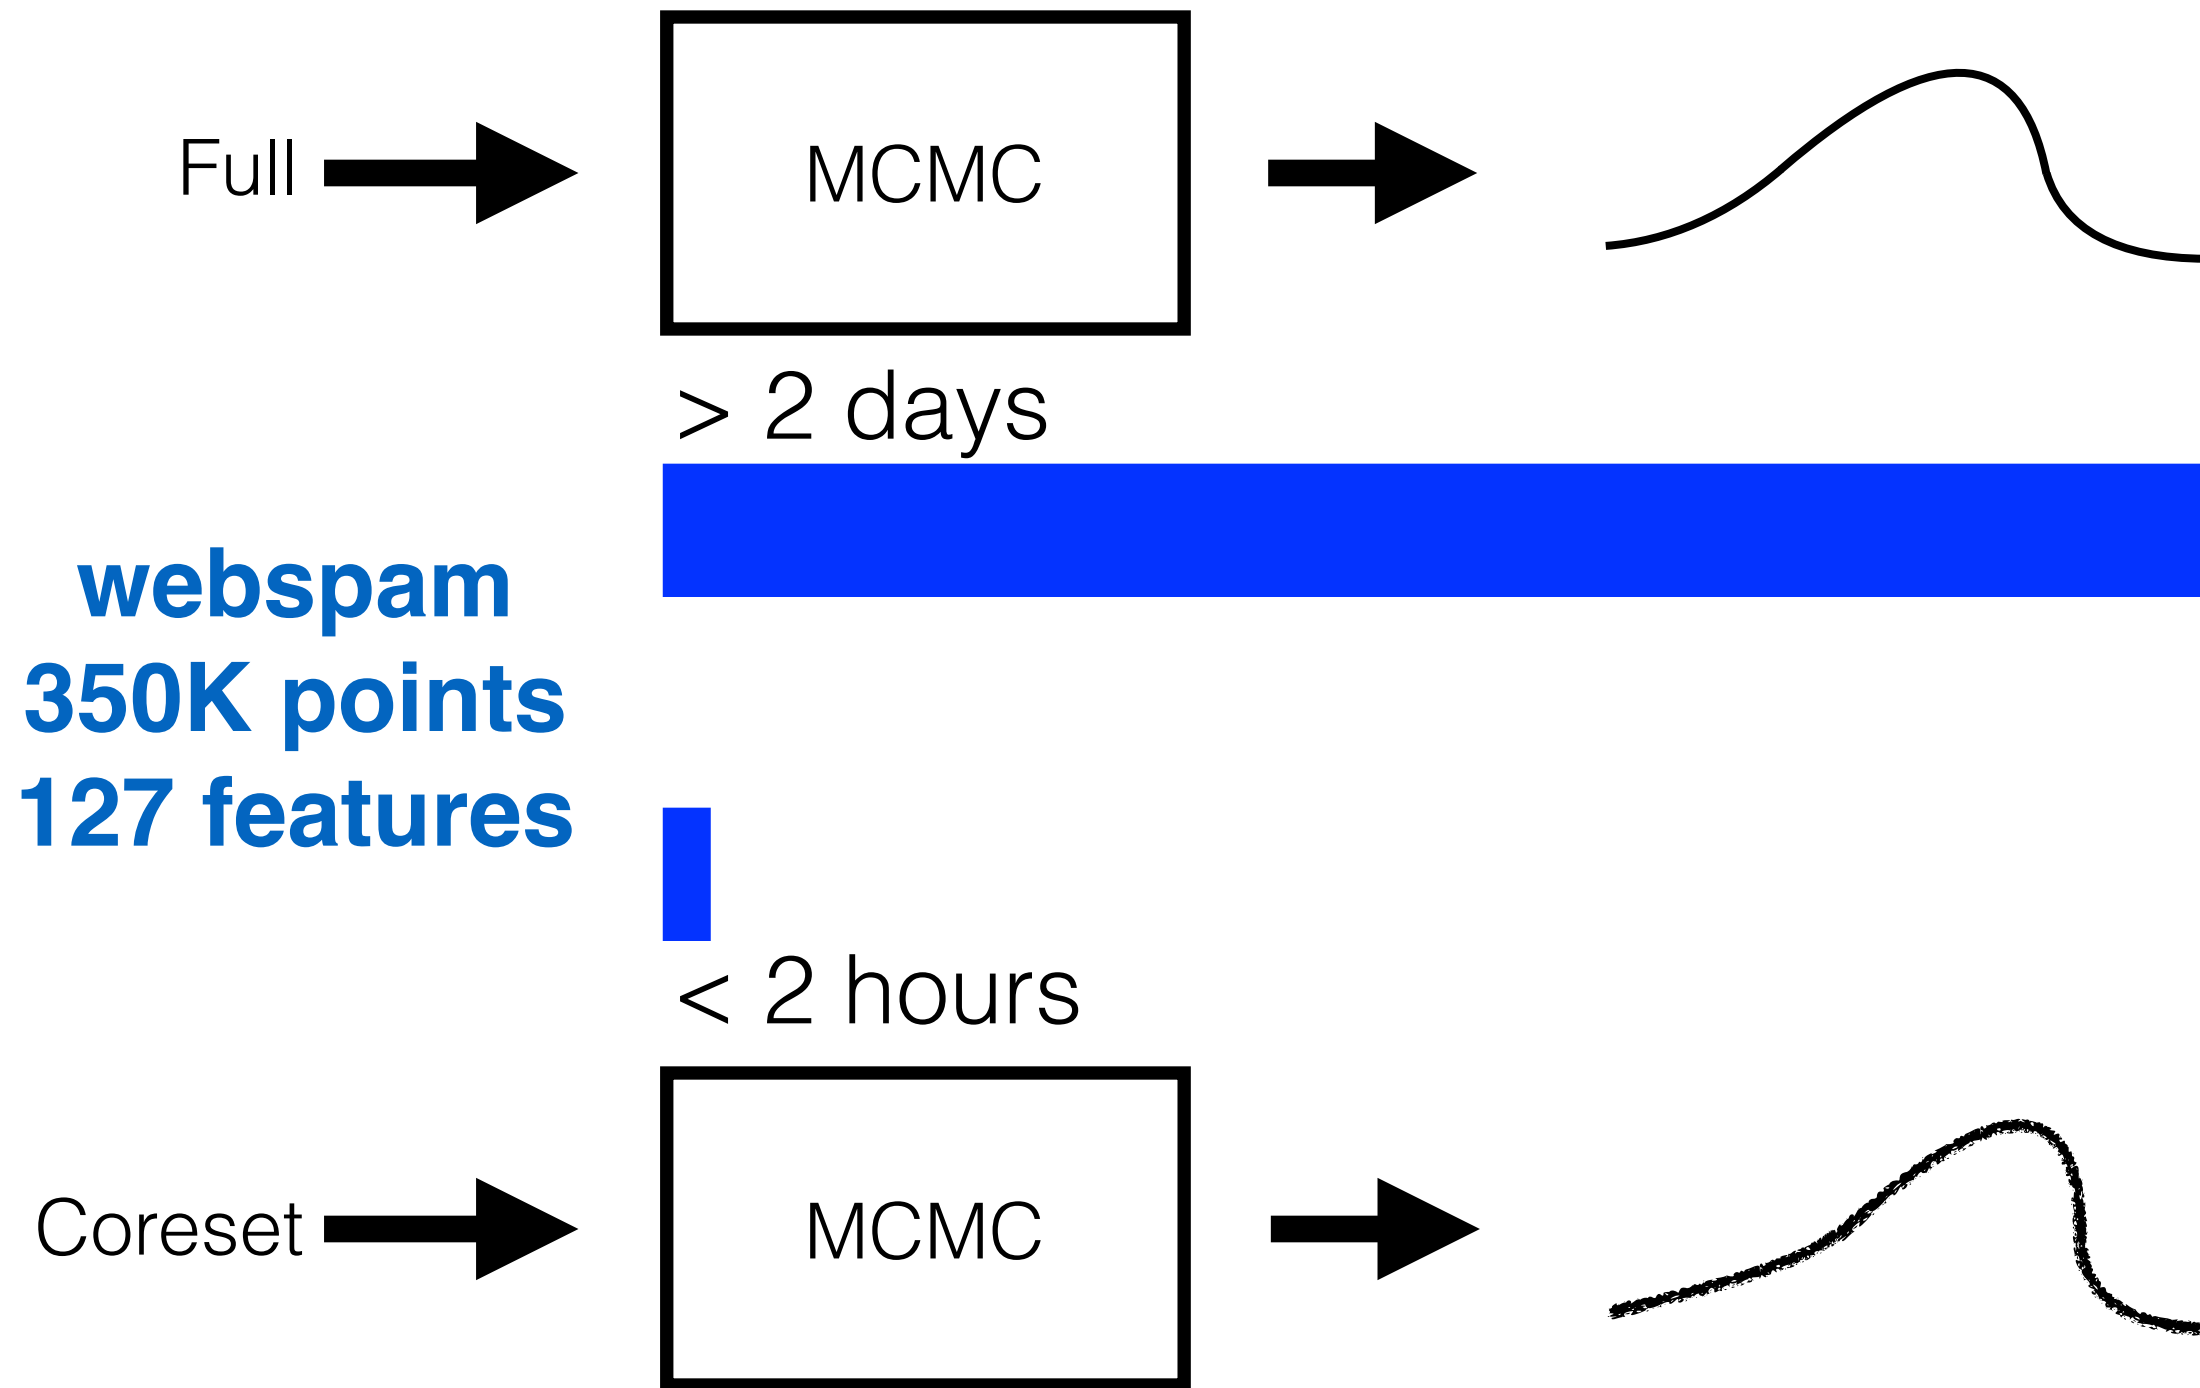 Full
MCMC
> 2 days
webspam
350K points
127 features
< 2 hours
Coreset
MCMC